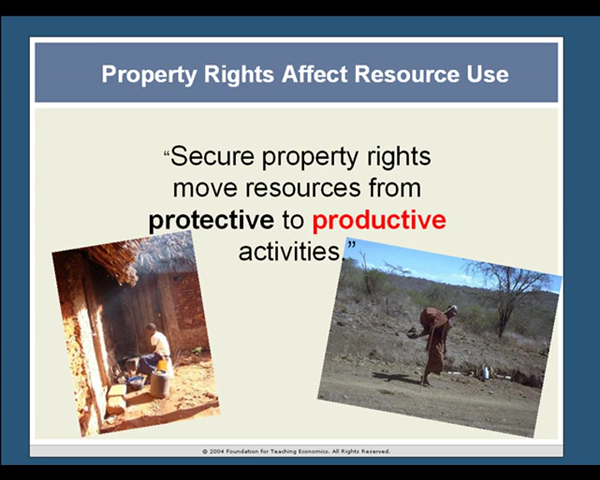 Property Rights Affect Resource Use
“Secure property rights
move resources from
protective to productive
activities.”
© 2004 Foundation for Teaching Economics. All Rights Reserved.